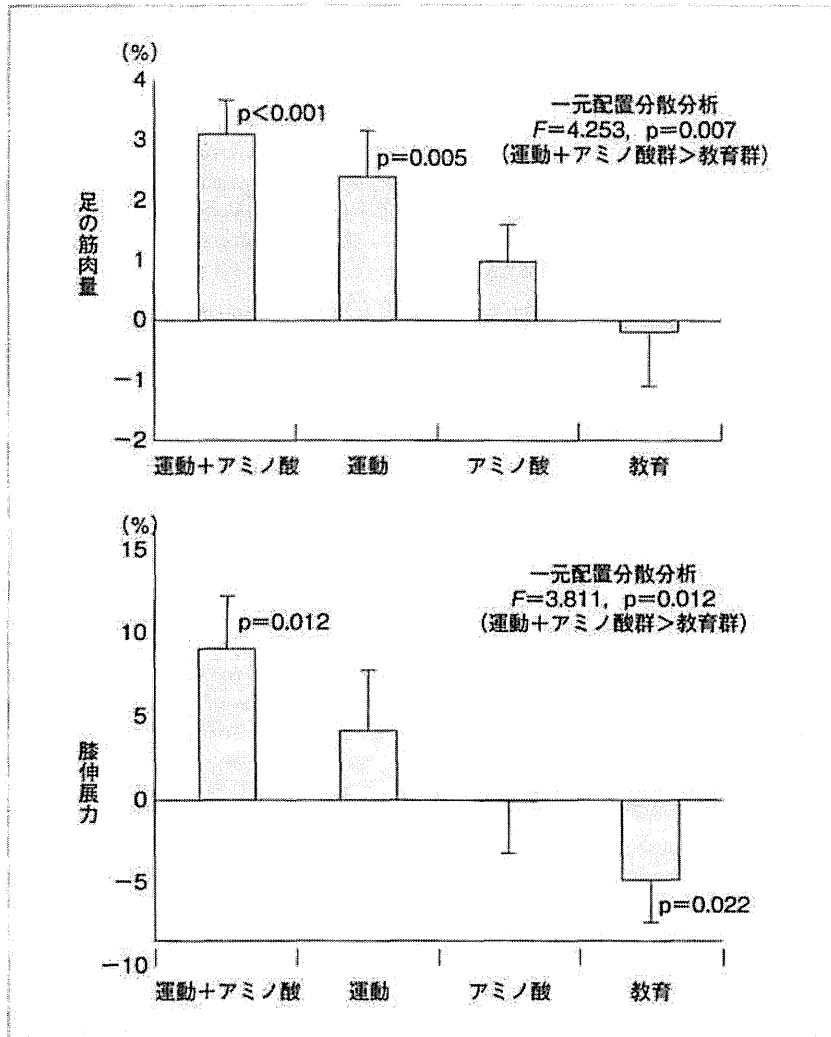 (%)
4
3
2
1
0
−1
−2
足の筋肉量
p<0.001
p=0.005
一元配置分散分析
F=4.253, p=0.007
(運動+アミノ酸群>教育群)
運動+アミノ酸 運動 アミノ酸 教育
(%)
15
10
5
0
−5
−10
膝伸展力
p=0.012
一元配置分散分析
F=3.811, p=0.012
(運動+アミノ酸群>教育群)
p=0.022
運動+アミノ酸 運動 アミノ酸 教育